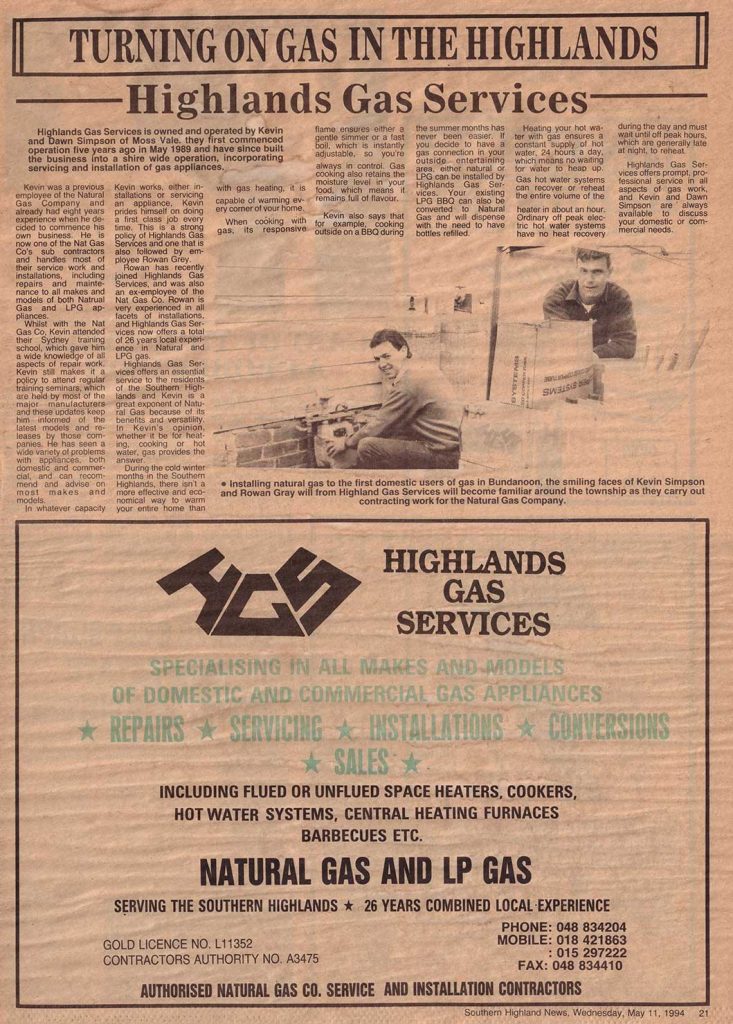 TURNING ON GAS IN THE HIGHLANDS
Highlands Gas Services
Highlands Gas Services is owned and operated by Kevin
and Dawn Simpson of Moss Vale. they first commenced
operation five years ago in May 1989 and have since built
the business into a shire wide operation, incorporating
servicing and installation of gas appliances.
Kevin was a previous
employee of the Natural
Gas Company and
already had eight years
experience when he de-
cided to commence his
own business. He is
now one of the Nat Gas
Co's sub contractors
and handles most of
their service work and
installations, including
repairs and mainte-
nance to all makes and
models of both Natrual
Gas and LPG ap-
pliances.
Whilst with the Nat
Gas Co, Kevin attended
their Sydney training
school, which gave him
a wide knowledge of all
aspects of repair work.
Kevin still makes it a
policy to attend regular
training seminars, which
are held by most of the
major manufacturers
and these updates keep
him informed of the
latest models and re-
leases by those com-
panies. He has seen a
wide variety of problems
with appliances, both
domestic and commer-
cial, and can recom-
mend and advise on
most makes and
models.
In whatever capacity
Kevin works, either in-
stallations or servicing
an appliance, Kevin
prides himself on doing
a first class job every
time. This is a strong
policy of Highlands Gas
Services and one that is
also followed by em-
ployee Rowan Grey.
Rowan has recently
joined Highlands Gas
Services, and was also
an ex-employee of the
Nat Gas Co. Rowan is
very experienced in all
facets of installations,
and Highlands Gas Ser-
vices now offers a total
of 26 years local experi-
ence in Natural and
LPG gas.
Highlands Gas Ser-
vices offers an essential
service to the residents
of the Southern High-
lands and Kevin is a
great exponent of Natu-
ral Gas because of its
benefits and versatility.
In Kevin's opinion,
whether it be for heat-
ing, cooking or hot
water, gas provides the
answer.
During the cold winter
months in the Southern
Highlands, there isn't a
more effective and eco-
nomical way to warm
your entire home than
with gas heating, it is
capable of warming ev-
ery corner of your home.
When cooking with
gas, its responsive
flame ensures either a
gentle simmer or a fast
boil, which is instantly
adjustable, so you're
always in control. Gas
cooking also retains the
moisture level in your
food, which means it
remains full of flavour.
Kevin also says that
for example, cooking
outside on a BBQ during
the summer months has
never been easier. If
you decide to have a
gas connection in your
outside entertaining
area, either natural or
LPG can be installed by
Highlands Gas Ser-
vices. Your existing
LPG BBQ can also be
converted to Natural
Gas and will dispense
with the need to have
bottles refilled.
Heating your hot wa-
ter with gas ensures a
constant supply of hot
water, 24 hours a day,
which means no waiting
for water to heap up.
Gas hot water systems
can recover or reheat
the entire volume of the
heater in about an hour.
Ordinary off peak elec-
tric hot water systems
have no heat recovery
during the day and must
wait until off peak hours,
which are generally late
at night, to reheat.
Highlands Gas Ser-
vices offers prompt, pro-
fessional service in all
aspects of gas work,
and Kevin and Dawn
Simpson are always
available to discuss
your domestic or com-
mercial needs.
SYSTEMS
SYSTEMS
• Installing natural gas to the first domestic users of gas in Bundanoon, the smiling faces of Kevin Simpson
and Rowan Gray will from Highland Gas Services will become familiar around the township as they carry out
contracting work for the Natural Gas Company.
HGS
HIGHLANDS
GAS
SERVICES
SPECIALISING IN ALL MAKES AND MODELS
OF DOMESTIC AND COMMERCIAL GAS APPLIANCES
★ REPAIRS ★ SERVICING ★ INSTALLATIONS ★ CONVERSIONS
★ SALES ★
INCLUDING FLUED OR UNFLUED SPACE HEATERS, COOKERS,
HOT WATER SYSTEMS, CENTRAL HEATING FURNACES
BARBECUES ETC.
NATURAL GAS AND LP GAS
SERVING THE SOUTHERN HIGHLANDS ★ 26 YEARS COMBINED LOCAL EXPERIENCE
GOLD LICENCE NO. L11352
CONTRACTORS AUTHORITY NO. A3475
PHONE: 048 834204
MOBILE: 018 421863
: 015 297222
FAX: 048 834410
AUTHORISED NATURAL GAS CO. SERVICE AND INSTALLATION CONTRACTORS
Southern Highland News, Wednesday, May 11, 1994 21